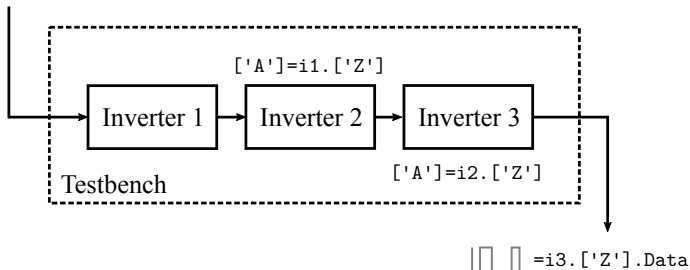 ['A']=i1.['Z']
Inverter 1
Inverter 2
Inverter 3
['A']=i2.['Z']
Testbench
=i3.['Z'].Data